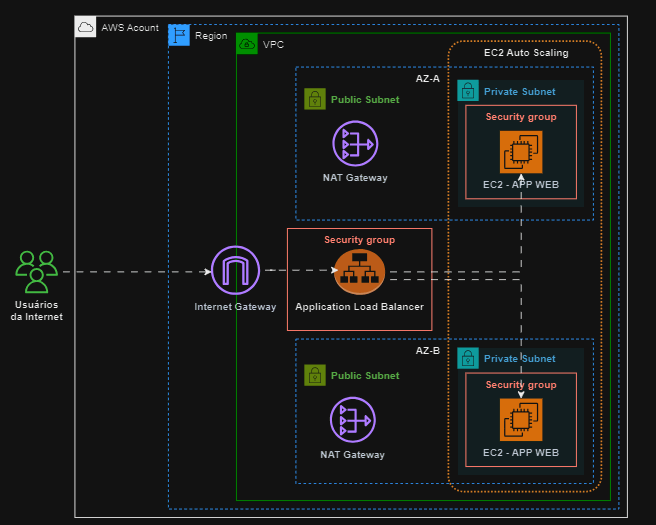 AWS Acount
Region
VPC
EC2 Auto Scaling
AZ-A
Public Subnet
NAT Gateway
Private Subnet
Security group
EC2 - APP WEB
Usuários
da Internet
Internet Gateway
Security group
Application Load Balancer
AZ-B
Public Subnet
NAT Gateway
Private Subnet
Security group
EC2 - APP WEB